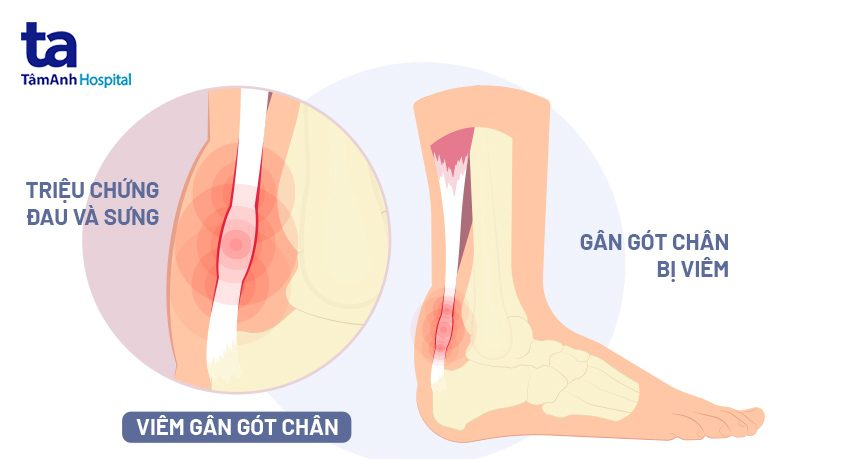 ta
TâmAnh Hospital
TRIỆU CHỨNG
ĐAU VÀ SƯNG
GÂN GÓT CHÂN
BỊ VIÊM
VIÊM GÂN GÓT CHÂN